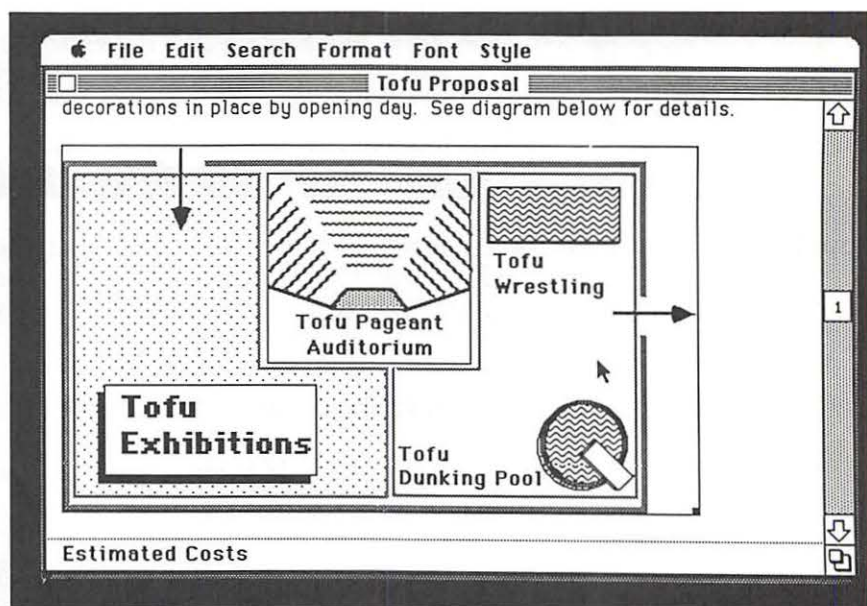 File Edit Search Format Font Style
Tofu Proposal
decorations in place by opening day. See diagram below for details.
Tofu
Wrestling
1
Tofu Pageant
Auditorium
Tofu
Exhibitions
Tofu
Dunking Pool
Estimated Costs